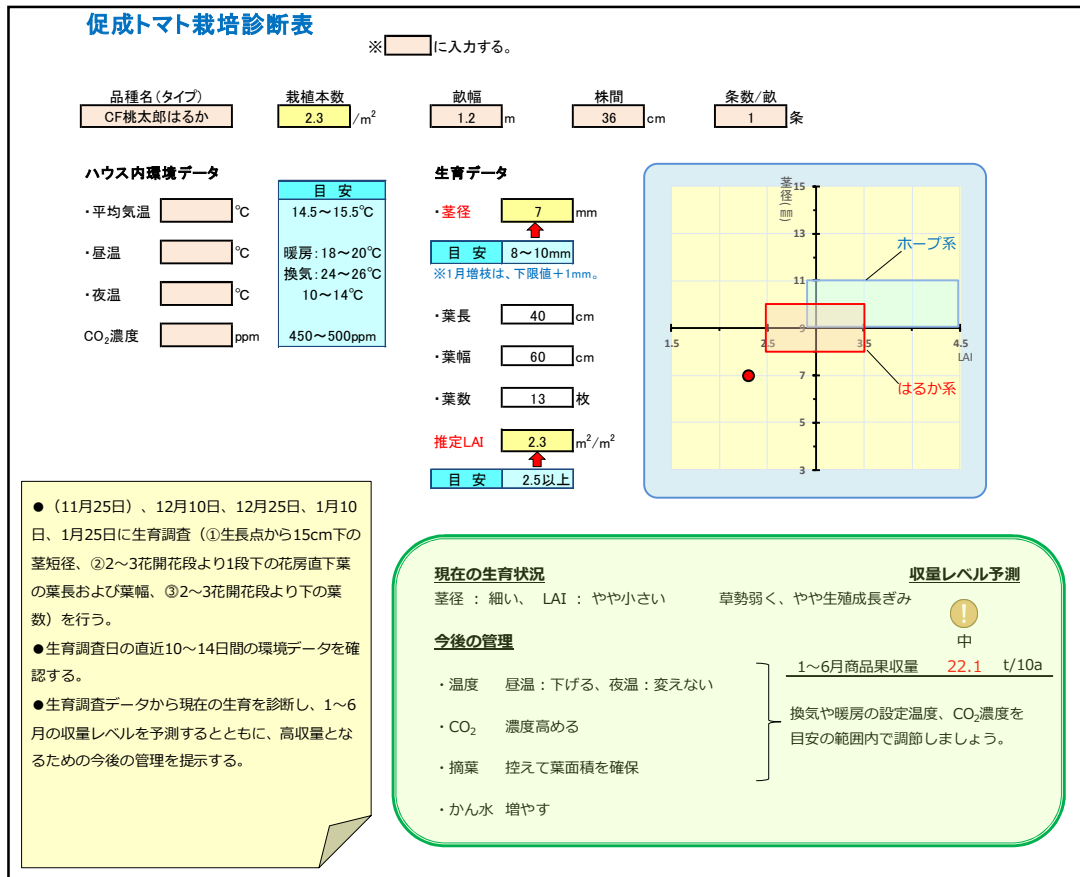 促成トマト栽培診断表
※ に入力する。
品種名(タイプ) 栽植本数 畝幅 株間 条数/畝
CF桃太郎はるか 2.3 /m² 1.2 m 36 cm 1 条
ハウス内環境データ
目 安
・平均気温 ℃ 14.5～15.5℃
・昼温 ℃ 暖房:18～20℃
換気:24～26℃
・夜温 ℃ 10～14℃
CO₂濃度 ppm 450～500ppm
生育データ
・茎径 7 mm
目 安 8～10mm
※1月増枝は、下限値+1mm。
・葉長 40 cm
・葉幅 60 cm
・葉数 13 枚
推定LAI 2.3 m²/m²
目 安 2.5以上
茎径(㎜)
15
13
11
9
7
5
3
1.5 2.5 3.5 4.5
LAI
ホープ系
はるか系
●（11月25日）、12月10日、12月25日、1月10
日、1月25日に生育調査（①生長点から15cm下の
茎短径、②2～3花開花段より1段下の花房直下葉
の葉長および葉幅、③2～3花開花段より下の葉
数）を行う。
●生育調査日の直近10～14日間の環境データを確
認する。
●生育調査データから現在の生育を診断し、1～6
月の収量レベルを予測するとともに、高収量とな
るための今後の管理を提示する。
現在の生育状況 収量レベル予測
茎径 ： 細い、 LAI ： やや小さい 草勢弱く、やや生殖成長ぎみ
!
中
1～6月商品果収量 22.1 t/10a
今後の管理
・温度 昼温：下げる、夜温：変えない
・CO₂ 濃度高める
・摘葉 控えて葉面積を確保
・かん水 増やす
換気や暖房の設定温度、CO₂濃度を
目安の範囲内で調節しましょう。